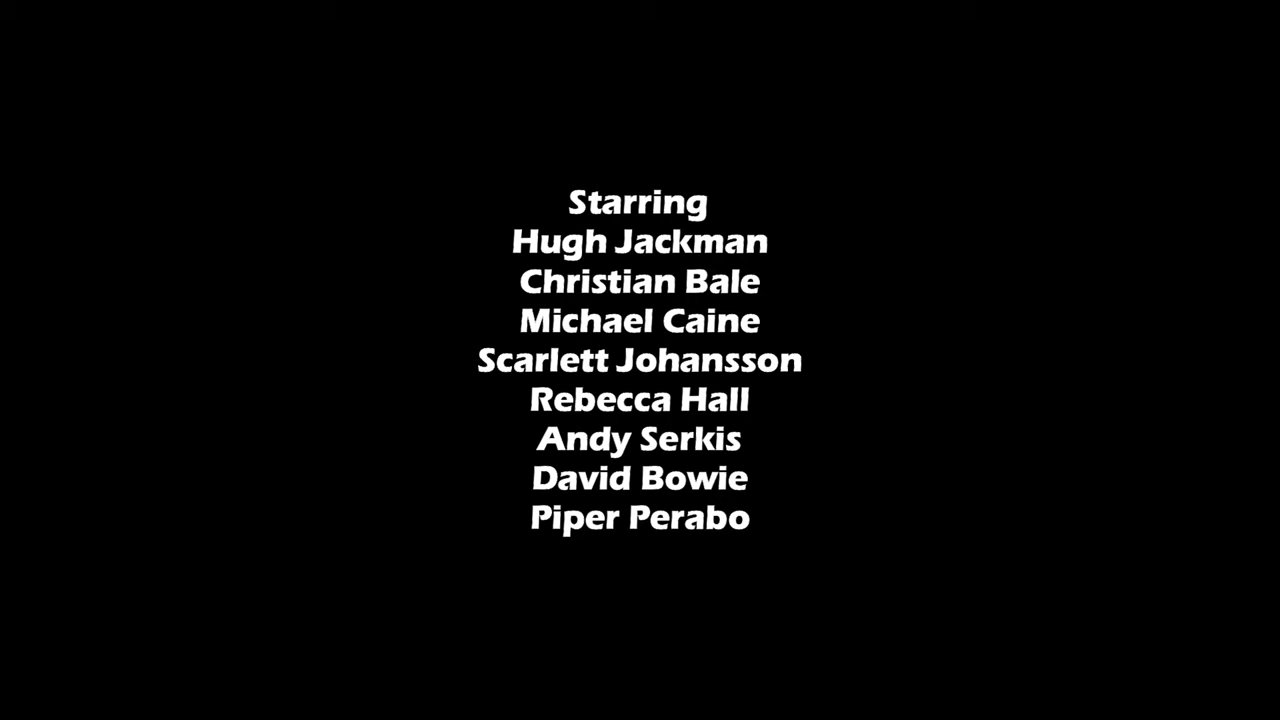 Starring
Hugh Jackman
Christian Bale
Michael Caine
Scarlett Johansson
Rebecca Hall
Andy Serkis
David Bowie
Piper Perabo